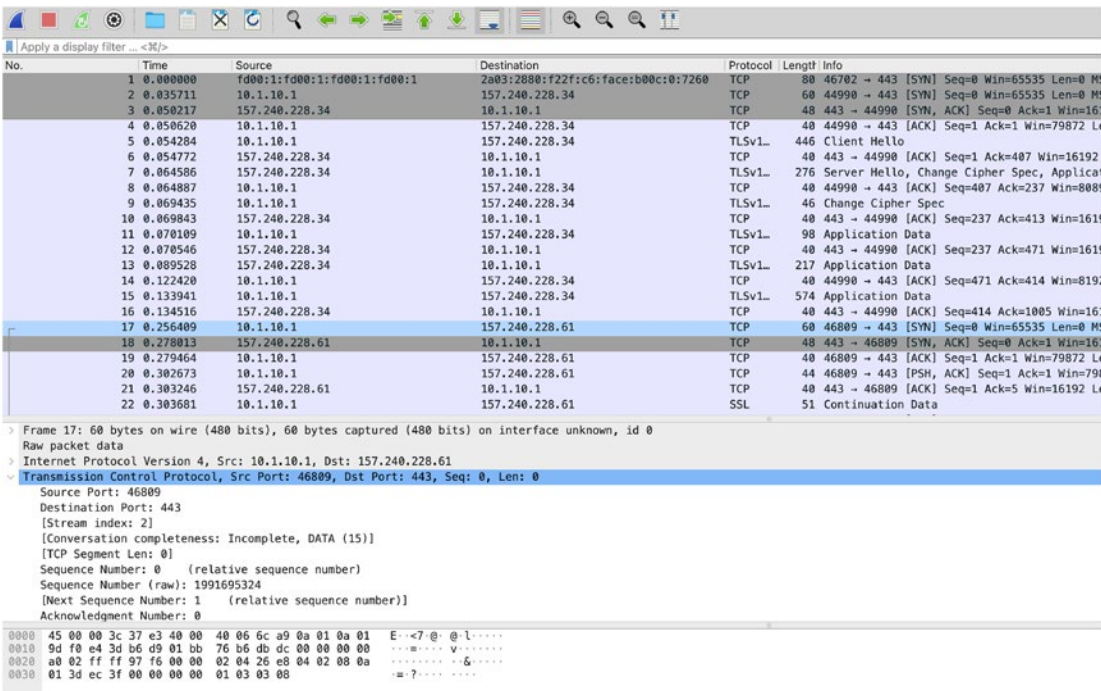 Apply a display filter ... <⌘/>
No. Time Source Destination Protocol Length Info
1 0.000000 fd00:1:fd00:1:fd00:1:fd00:1 2a03:2880:f22f:c6:face:b00c:0:7260 TCP 80 46702 → 443 [SYN] Seq=0 Win=65535 Len=0 MS
2 0.035711 10.1.10.1 157.240.228.34 TCP 60 44990 → 443 [SYN] Seq=0 Win=65535 Len=0 MS
3 0.050217 157.240.228.34 10.1.10.1 TCP 48 443 → 44990 [SYN, ACK] Seq=0 Ack=1 Win=161
4 0.050620 10.1.10.1 157.240.228.34 TCP 40 44990 → 443 [ACK] Seq=1 Ack=1 Win=79872 Le
5 0.054284 10.1.10.1 157.240.228.34 TLSv1… 446 Client Hello
6 0.054772 157.240.228.34 10.1.10.1 TCP 40 443 → 44990 [ACK] Seq=1 Ack=407 Win=16192
7 0.064586 157.240.228.34 10.1.10.1 TLSv1… 276 Server Hello, Change Cipher Spec, Applicat
8 0.064887 10.1.10.1 157.240.228.34 TCP 40 44990 → 443 [ACK] Seq=407 Ack=237 Win=8089
9 0.069435 10.1.10.1 157.240.228.34 TLSv1… 46 Change Cipher Spec
10 0.069843 157.240.228.34 10.1.10.1 TCP 40 443 → 44990 [ACK] Seq=237 Ack=413 Win=1619
11 0.070109 10.1.10.1 157.240.228.34 TLSv1… 98 Application Data
12 0.070546 157.240.228.34 10.1.10.1 TCP 40 443 → 44990 [ACK] Seq=237 Ack=471 Win=1619
13 0.089528 157.240.228.34 10.1.10.1 TLSv1… 217 Application Data
14 0.122420 10.1.10.1 157.240.228.34 TCP 40 44990 → 443 [ACK] Seq=471 Ack=414 Win=8192
15 0.133941 10.1.10.1 157.240.228.34 TLSv1… 574 Application Data
16 0.134516 157.240.228.34 10.1.10.1 TCP 40 443 → 44990 [ACK] Seq=414 Ack=1005 Win=161
17 0.256409 10.1.10.1 157.240.228.61 TCP 60 46809 → 443 [SYN] Seq=0 Win=65535 Len=0 MS
18 0.278013 157.240.228.61 10.1.10.1 TCP 48 443 → 46809 [SYN, ACK] Seq=0 Ack=1 Win=161
19 0.279464 10.1.10.1 157.240.228.61 TCP 40 46809 → 443 [ACK] Seq=1 Ack=1 Win=79872 Le
20 0.302673 10.1.10.1 157.240.228.61 TCP 44 46809 → 443 [PSH, ACK] Seq=1 Ack=1 Win=798
21 0.303246 157.240.228.61 10.1.10.1 TCP 40 443 → 46809 [ACK] Seq=1 Ack=5 Win=16192 Le
22 0.303681 10.1.10.1 157.240.228.61 SSL 51 Continuation Data
Frame 17: 60 bytes on wire (480 bits), 60 bytes captured (480 bits) on interface unknown, id 0
Raw packet data
Internet Protocol Version 4, Src: 10.1.10.1, Dst: 157.240.228.61
Transmission Control Protocol, Src Port: 46809, Dst Port: 443, Seq: 0, Len: 0
Source Port: 46809
Destination Port: 443
[Stream index: 2]
[Conversation completeness: Incomplete, DATA (15)]
[TCP Segment Len: 0]
Sequence Number: 0 (relative sequence number)
Sequence Number (raw): 1991695324
[Next Sequence Number: 1 (relative sequence number)]
Acknowledgment Number: 0
0000 45 00 00 3c 37 e3 40 00 40 06 6c a9 0a 01 0a 01 E··<7·@· @·l·····
0010 9d f0 e4 3d b6 d9 01 bb 76 b6 db dc 00 00 00 00 ···=···· v·······
0020 a0 02 ff ff 97 f6 00 00 02 04 26 e8 04 02 08 0a ········ ··&·····
0030 01 3d ec 3f 00 00 00 00 01 03 03 08 ·=·?···· ····